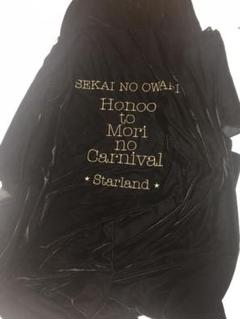 SEKAI NO OWARI
Honoo
to
Mori
no
Carnival
★ Starland ★